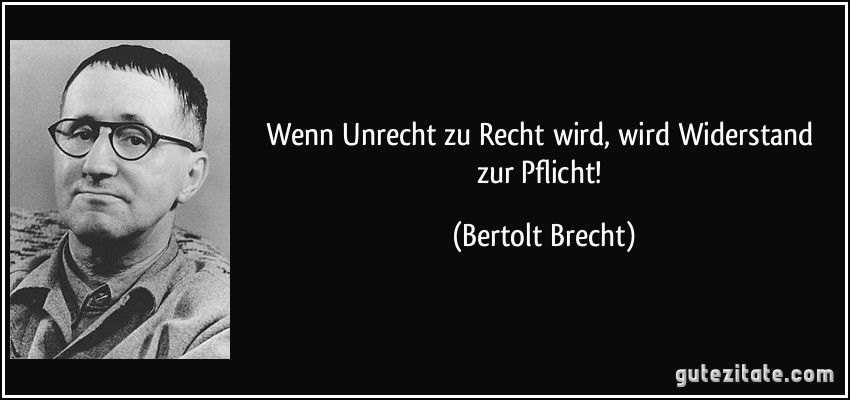 Wenn Unrecht zu Recht wird, wird Widerstand
zur Pflicht!
(Bertolt Brecht)
gutezitate.com